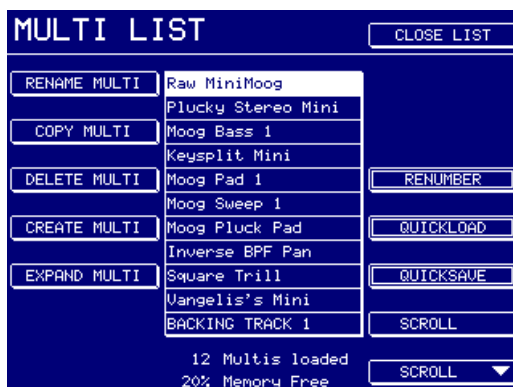 MULTI LIST
CLOSE LIST
RENAME MULTI
COPY MULTI
DELETE MULTI
CREATE MULTI
EXPAND MULTI
Raw MiniMoog
Plucky Stereo Mini
Moog Bass 1
Keysplit Mini
Moog Pad 1
Moog Sweep 1
Moog Pluck Pad
Inverse BPF Pan
Square Trill
Vangelis's Mini
BACKING TRACK 1
RENUMBER
QUICKLOAD
QUICKSAVE
SCROLL
SCROLL
12 Multis loaded
20% Memory Free